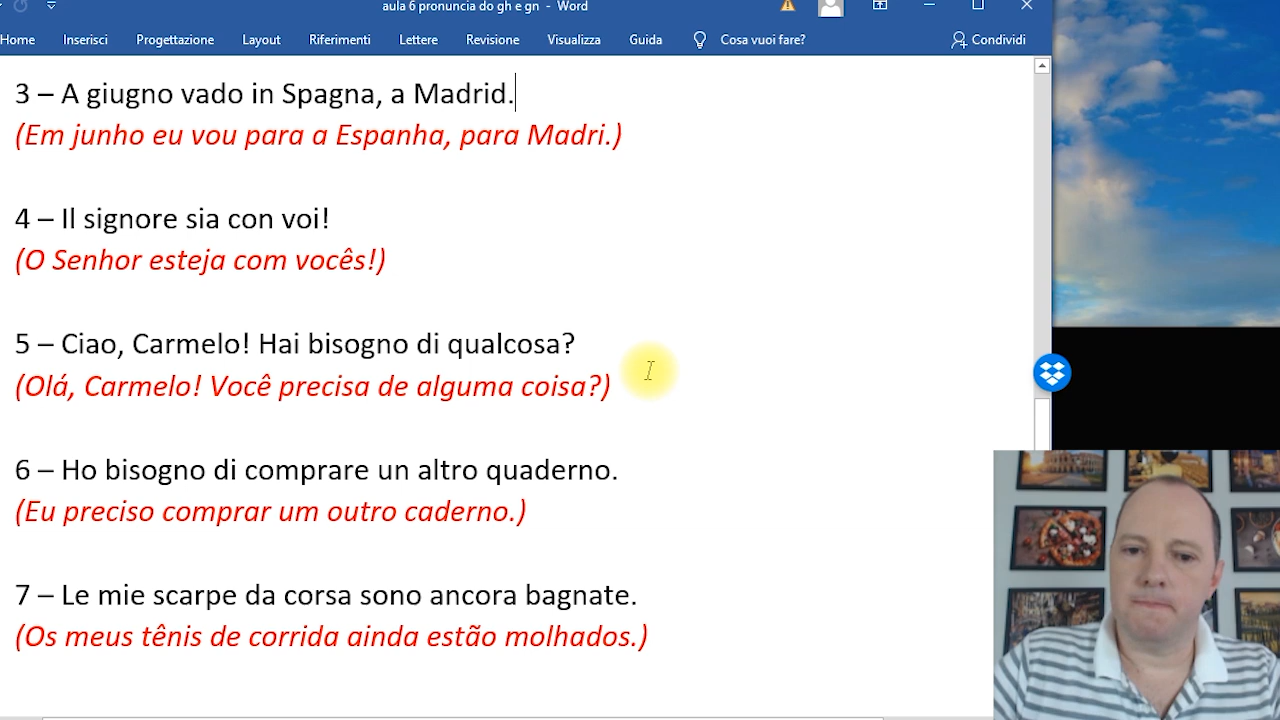 aula 6 pronuncia do gh e gn - Word
Home Inserisci Progettazione Layout Riferimenti Lettere Revisione Visualizza Guida Cosa vuoi fare? Condividi
3 – A giugno vado in Spagna, a Madrid.
(Em junho eu vou para a Espanha, para Madri.)
4 – Il signore sia con voi!
(O Senhor esteja com vocês!)
5 – Ciao, Carmelo! Hai bisogno di qualcosa?
(Olá, Carmelo! Você precisa de alguma coisa?)
6 – Ho bisogno di comprare un altro quaderno.
(Eu preciso comprar um outro caderno.)
7 – Le mie scarpe da corsa sono ancora bagnate.
(Os meus tênis de corrida ainda estão molhados.)